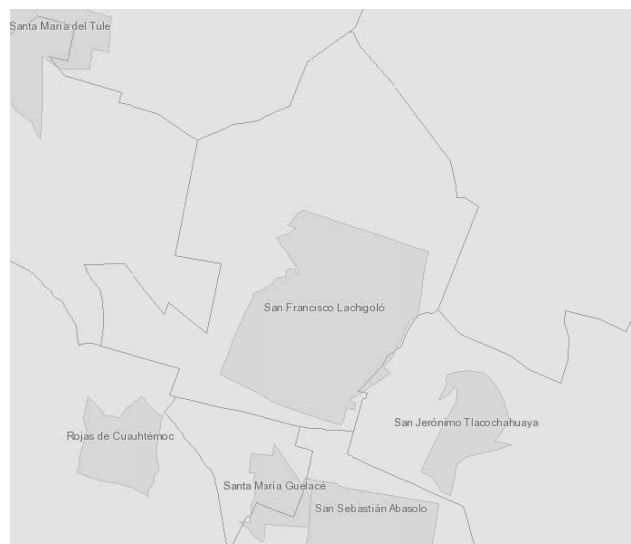 Santa María del Tule
San Francisco Lachigoló
San Jerónimo Tlacochahuaya
Rojas de Cuauhtémoc
Santa María Guelacé
San Sebastián Abasolo